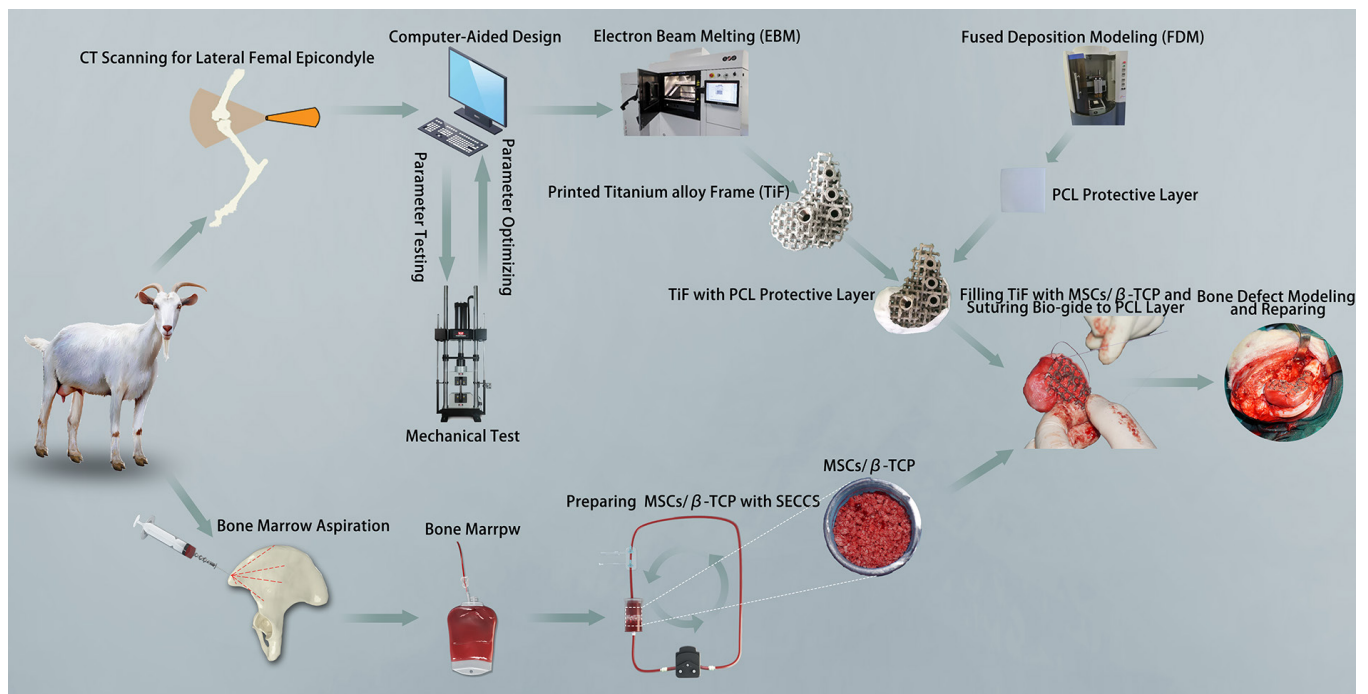 Computer-Aided Design
Electron Beam Melting (EBM)
Fused Deposition Modeling (FDM)
CT Scanning for Lateral Femal Epicondyle
Parameter Testing
Parameter Optimizing
Printed Titanium alloy Frame (TiF)
PCL Protective Layer
TiF with PCL Protective Layer
Filling TiF with MSCs/β-TCP and
Suturing Bio-gide to PCL Layer
Bone Defect Modeling
and Reparing
Mechanical Test
MSCs/β-TCP
Preparing MSCs/β-TCP with SECCS
Bone Marrow Aspiration
Bone Marrpw